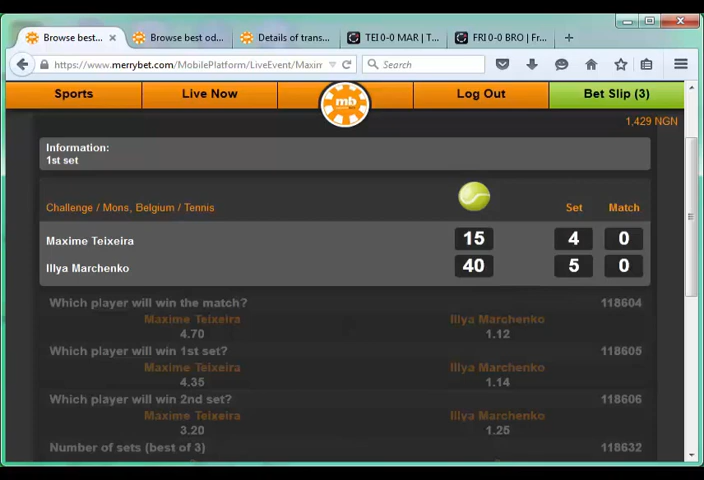 Browse best... × Browse best od... Details of trans... TEI 0-0 MAR | T... FRI 0-0 BRO | Fr... +
https://www.merrybet.com/MobilePlatform/LiveEvent/Maxim Search
Sports Live Now mb Log Out Bet Slip (3)
1,429 NGN
Information:
1st set
Challenge / Mons, Belgium / Tennis Set Match
Maxime Teixeira 15 4 0
Illya Marchenko 40 5 0
Which player will win the match? 118604
Maxime Teixeira Illya Marchenko
4.70 1.12
Which player will win 1st set? 118605
Maxime Teixeira Illya Marchenko
4.35 1.14
Which player will win 2nd set? 118606
Maxime Teixeira Illya Marchenko
3.20 1.25
Number of sets (best of 3) 118632